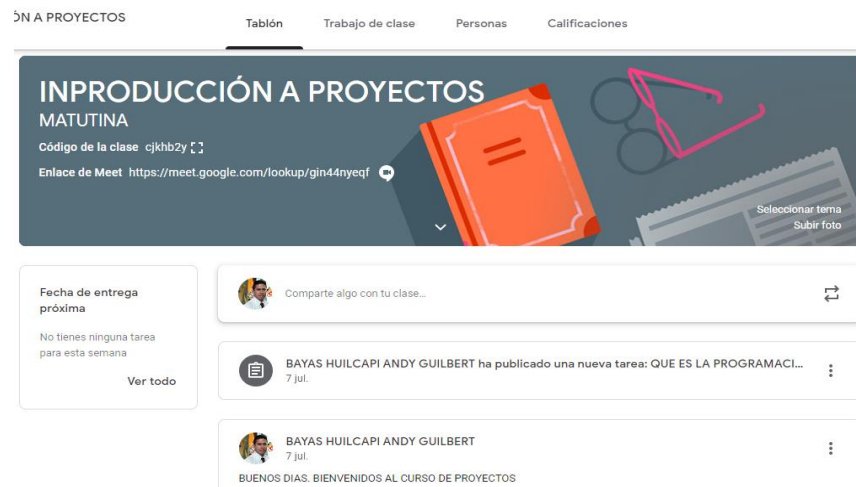 ÓN A PROYECTOS
Tablón Trabajo de clase Personas Calificaciones
INPRODUCCIÓN A PROYECTOS
MATUTINA
Código de la clase cjkhb2y
Enlace de Meet https://meet.google.com/lookup/gin44nyeqf
Seleccionar tema
Subir foto
Fecha de entrega
próxima
No tienes ninguna tarea
para esta semana
Ver todo
Comparte algo con tu clase...
BAYAS HUILCAPI ANDY GUILBERT ha publicado una nueva tarea: QUE ES LA PROGRAMACI...
7 jul.
BAYAS HUILCAPI ANDY GUILBERT
7 jul.
BUENOS DIAS. BIENVENIDOS AL CURSO DE PROYECTOS